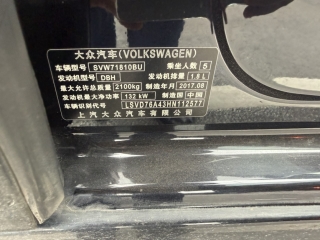 大众汽车(VOLKSWAGEN)
车辆型号 SVW71810BU 乘坐人数 5
发动机型号 DBH 发动机排量 1.8L
最大允许总质量 2100kg 制造年月 2017.08
发动机最大净功率 132 kW 制造国 中国
车辆识别代号 LSVD76A43HN112577
上汽大众汽车有限公司